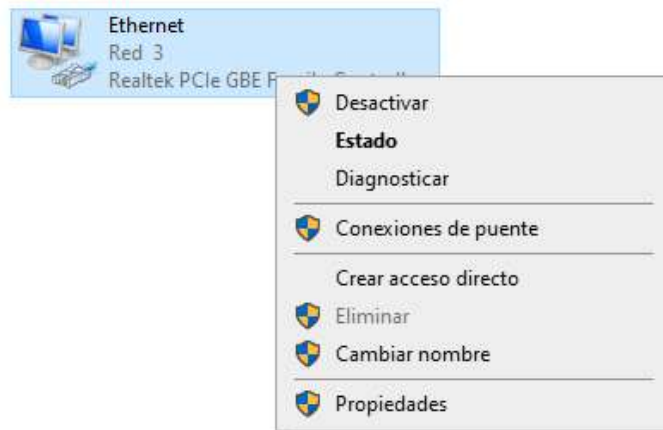 Ethernet
Red 3
Realtek PCIe GBE
Desactivar
Estado
Diagnosticar
Conexiones de puente
Crear acceso directo
Eliminar
Cambiar nombre
Propiedades